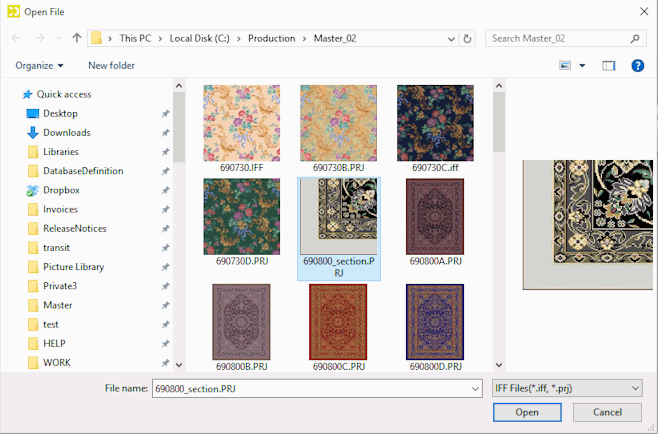 Open File
This PC > Local Disk (C:) > Production > Master_02
Search Master_02
Organize
New folder
Quick access
Desktop
Downloads
Libraries
DatabaseDefinition
Dropbox
Invoices
ReleaseNotices
transit
Picture Library
Private3
Master
test
HELP
WORK
690730.IFF
690730B.PRJ
690730C.iff
690730D.PRJ
690800_section.P
RJ
690800A.PRJ
690800B.PRJ
690800C.PRJ
690800D.PRJ
File name:
690800_section.PRJ
IFF Files(*.iff, *.prj)
Open
Cancel